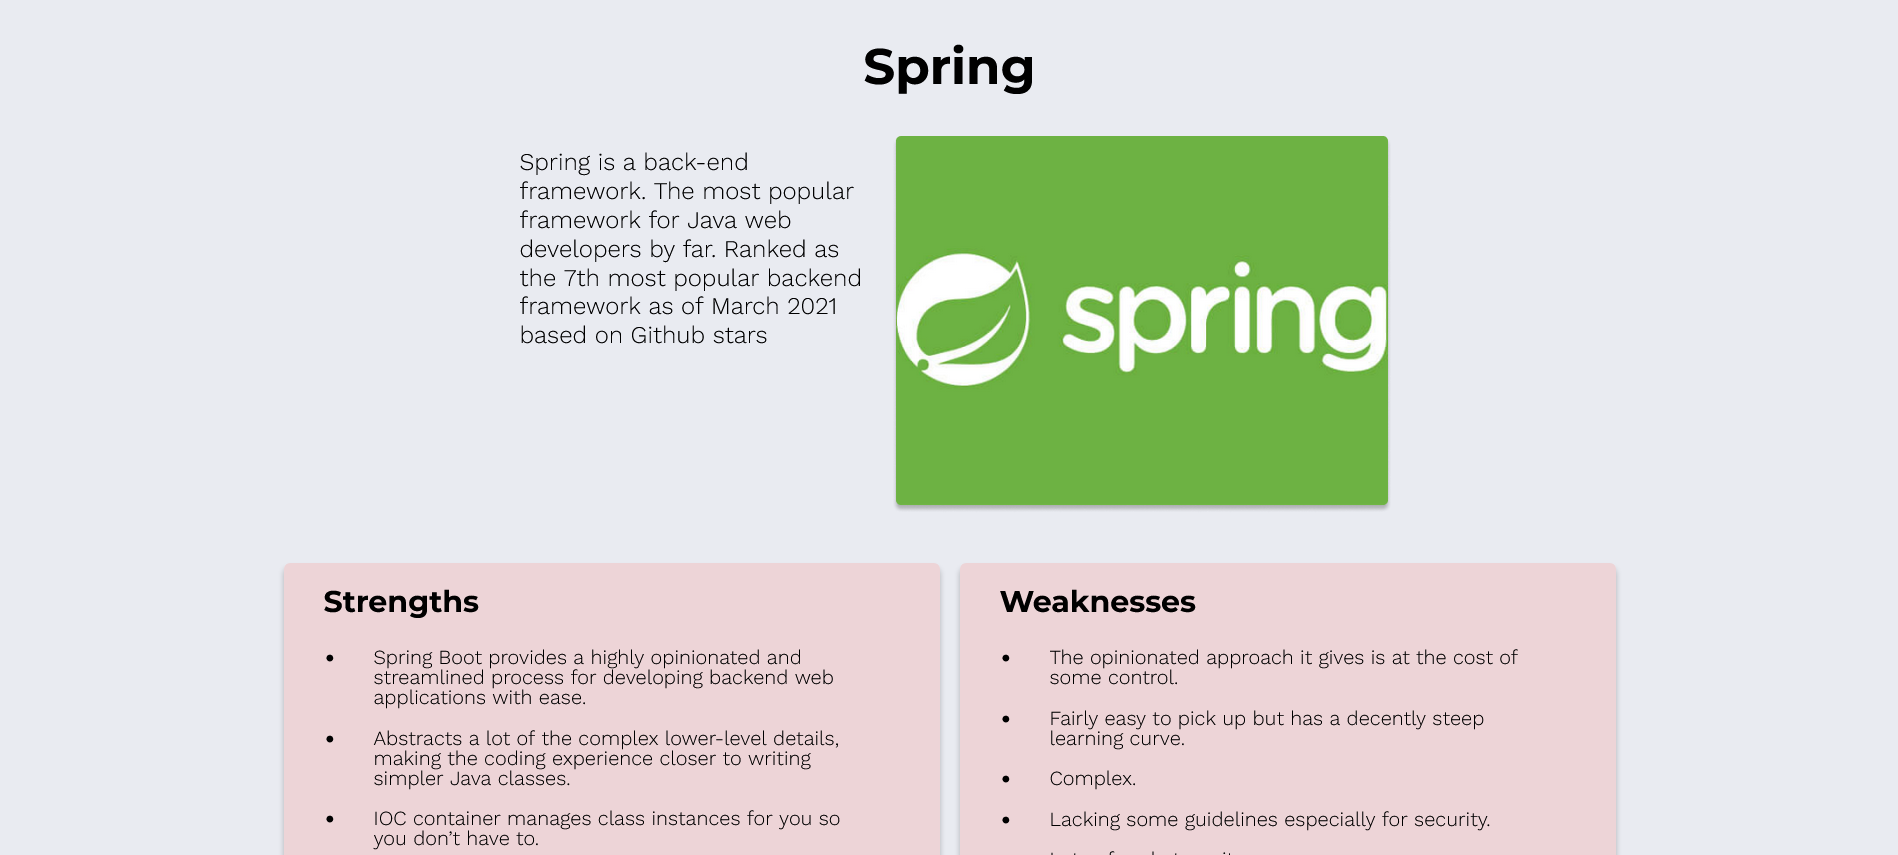 Spring
Spring is a back-end
framework. The most popular
framework for Java web
developers by far. Ranked as
the 7th most popular backend
framework as of March 2021
based on Github stars
spring
Strengths
• Spring Boot provides a highly opinionated and
streamlined process for developing backend web
applications with ease.
• Abstracts a lot of the complex lower-level details,
making the coding experience closer to writing
simpler Java classes.
• IOC container manages class instances for you so
you don’t have to.
Weaknesses
• The opinionated approach it gives is at the cost of
some control.
• Fairly easy to pick up but has a decently steep
learning curve.
• Complex.
• Lacking some guidelines especially for security.